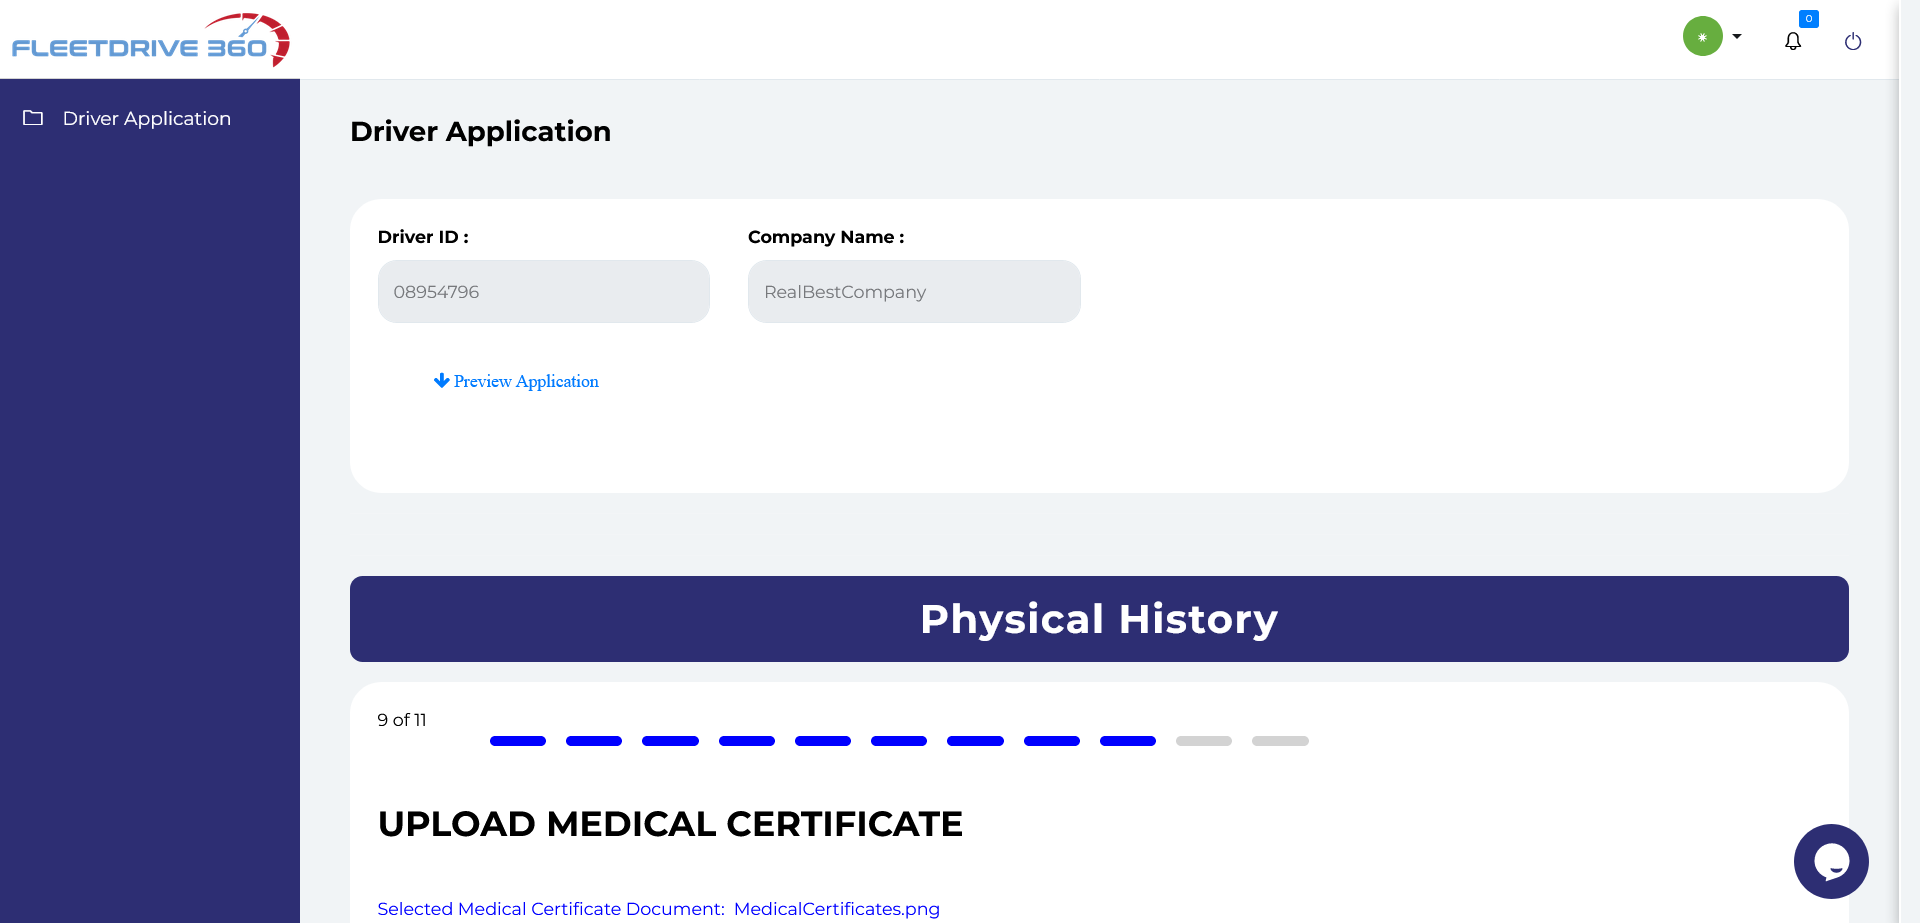 FLEETDRIVE 360
0
Driver Application
Driver Application
Driver ID :
Company Name :
08954796
RealBestCompany
Preview Application
Physical History
9 of 11
UPLOAD MEDICAL CERTIFICATE
Selected Medical Certificate Document: MedicalCertificates.png